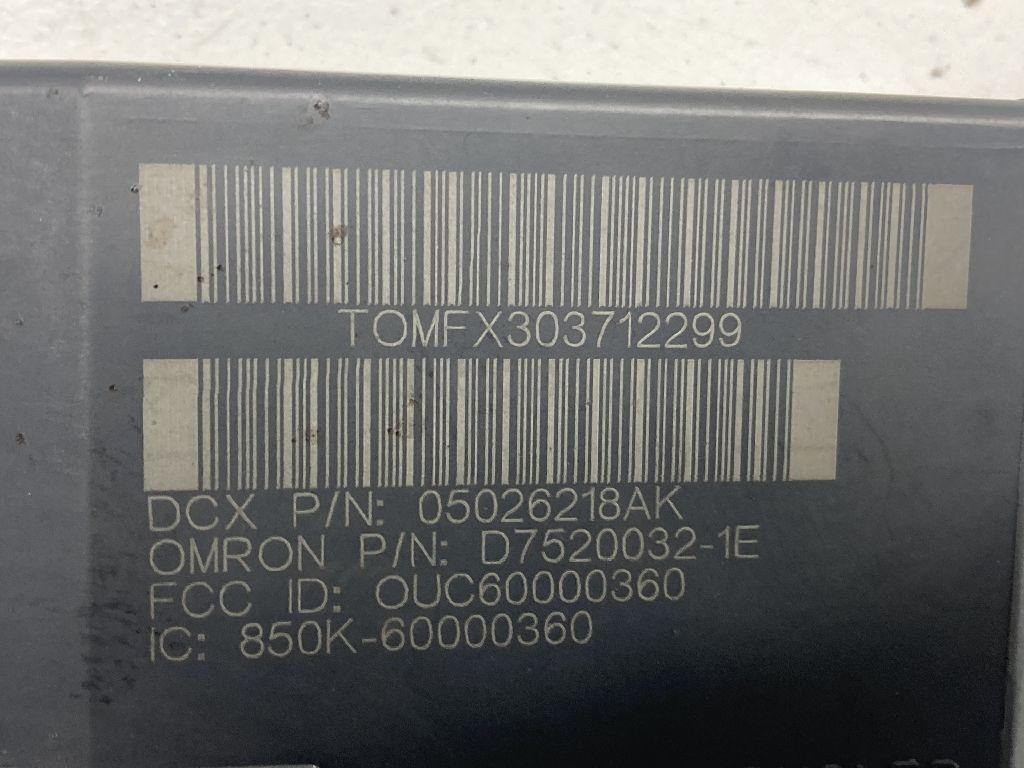 TOMFX303712299
DCX P/N: 05026218AK
OMRON P/N: D7520032-1E
FCC ID: OUC60000360
IC: 850K-60000360